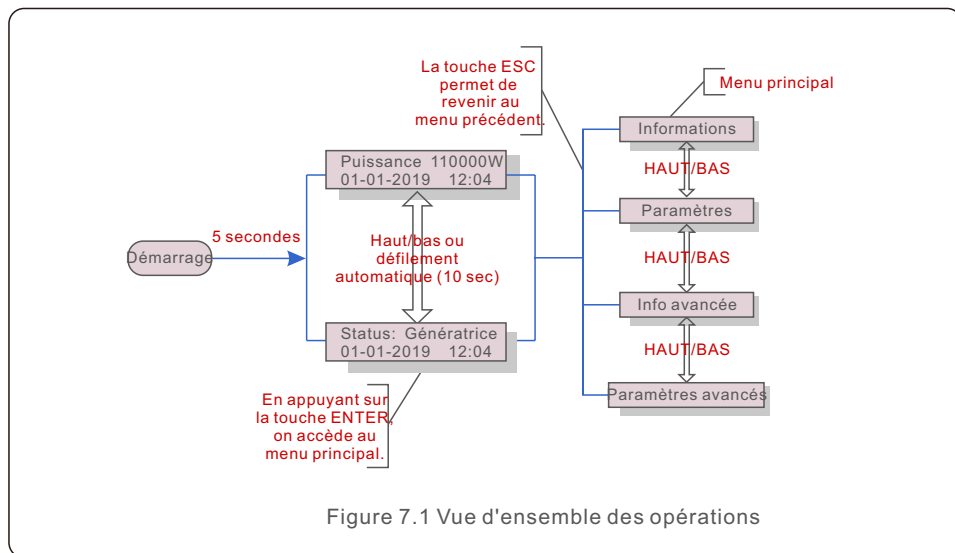 La touche ESC
permet de
revenir au
menu précédent.
Menu principal
Informations
HAUT/BAS
Paramètres
HAUT/BAS
Info avancée
HAUT/BAS
Paramètres avancés
Puissance 110000W
01-01-2019 12:04
5 secondes
Démarrage
Haut/bas ou
défilement
automatique (10 sec)
Status: Génératrice
01-01-2019 12:04
En appuyant sur
la touche ENTER,
on accède au
menu principal.
Figure 7.1 Vue d'ensemble des opérations